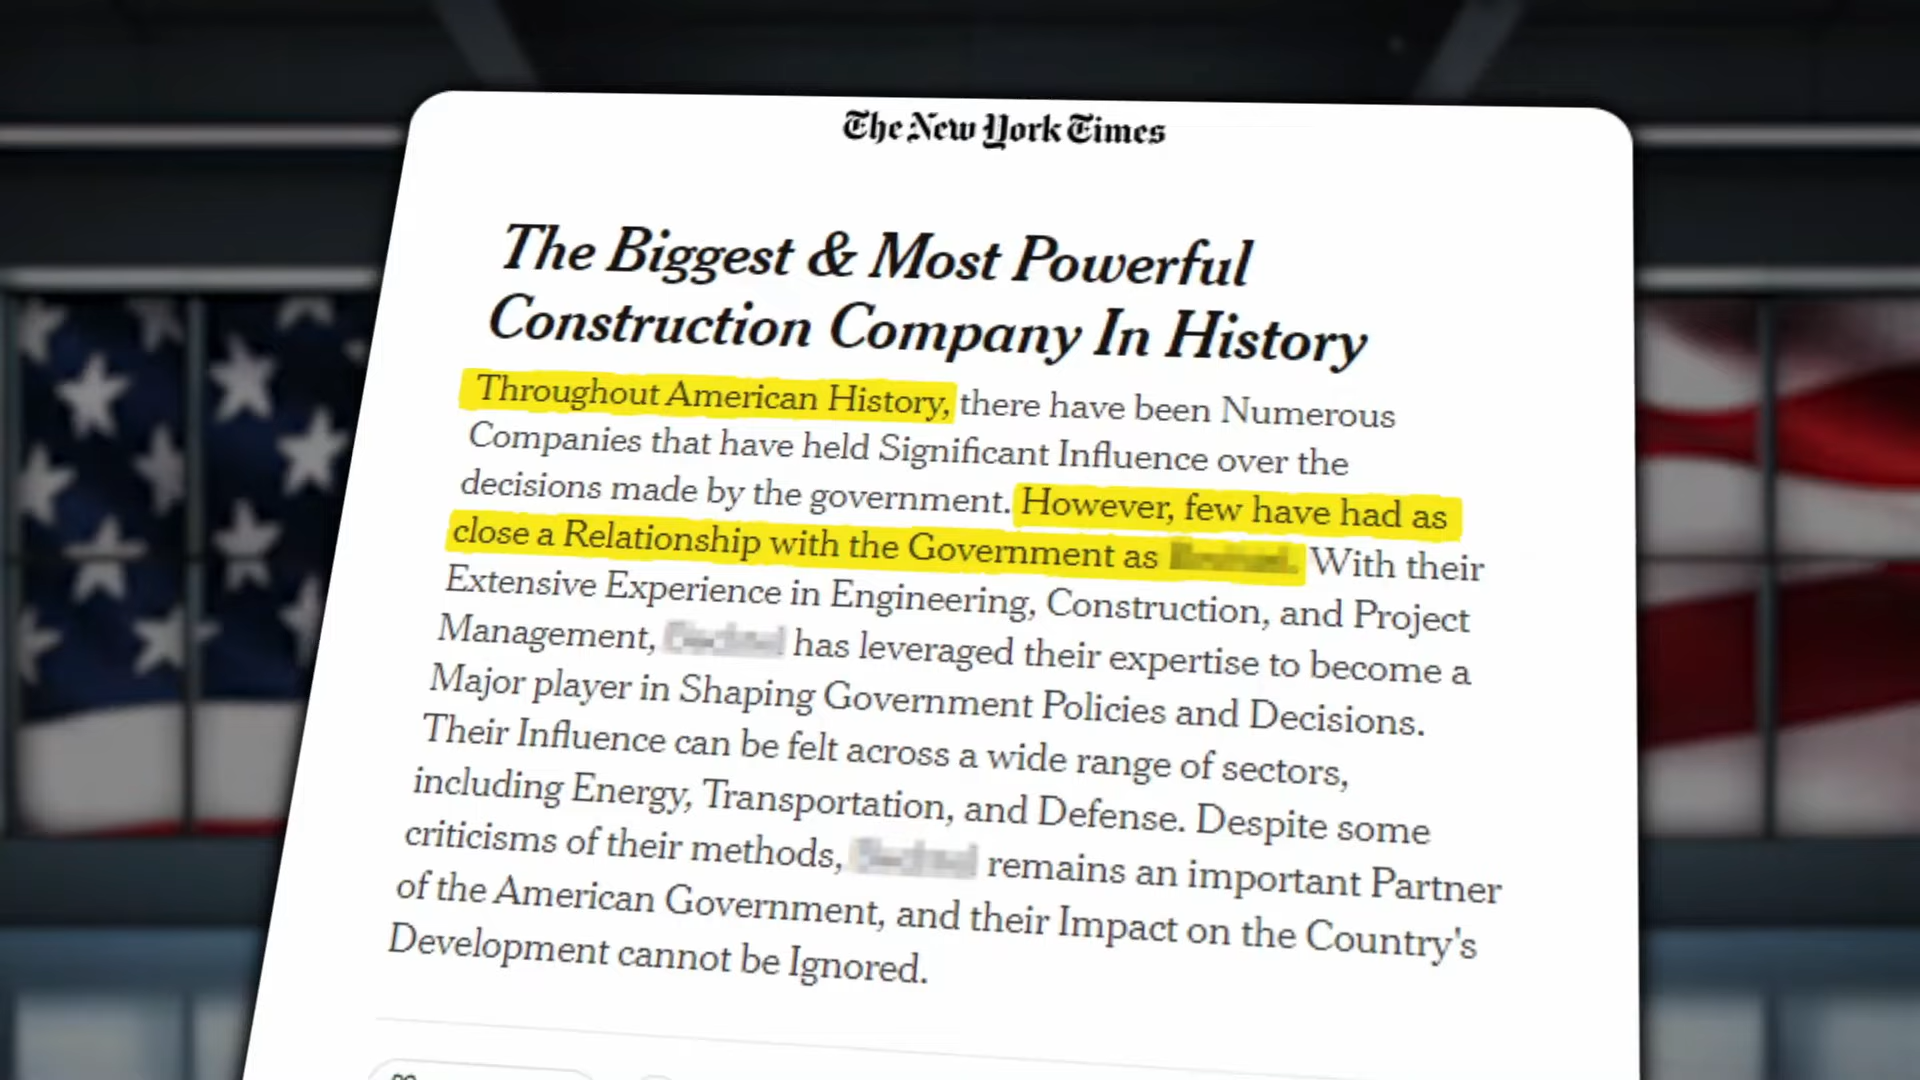 The New York Times
The Biggest & Most Powerful
Construction Company In History
Throughout American History, there have been Numerous
Companies that have held Significant Influence over the
decisions made by the government. However, few have had as
close a Relationship with the Government as With their
Extensive Experience in Engineering, Construction, and Project
Management, has leveraged their expertise to become a
Major player in Shaping Government Policies and Decisions.
Their Influence can be felt across a wide range of sectors,
including Energy, Transportation, and Defense. Despite some
criticisms of their methods, remains an important Partner
of the American Government, and their Impact on the Country's
Development cannot be Ignored.